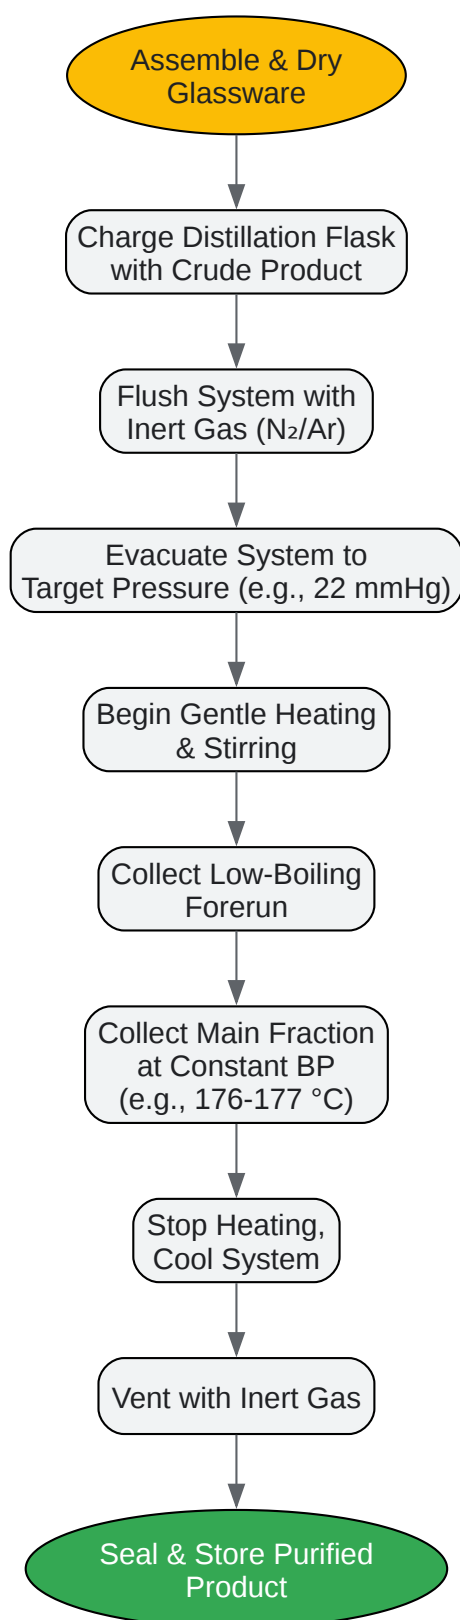 Assemble & Dry
Glassware
Charge Distillation Flask
with Crude Product
Flush System with
Inert Gas (N₂/Ar)
Evacuate System to
Target Pressure (e.g., 22 mmHg)
Begin Gentle Heating
& Stirring
Collect Low-Boiling
Forerun
Collect Main Fraction
at Constant BP
(e.g., 176-177 °C)
Stop Heating,
Cool System
Vent with Inert Gas
Seal & Store Purified
Product